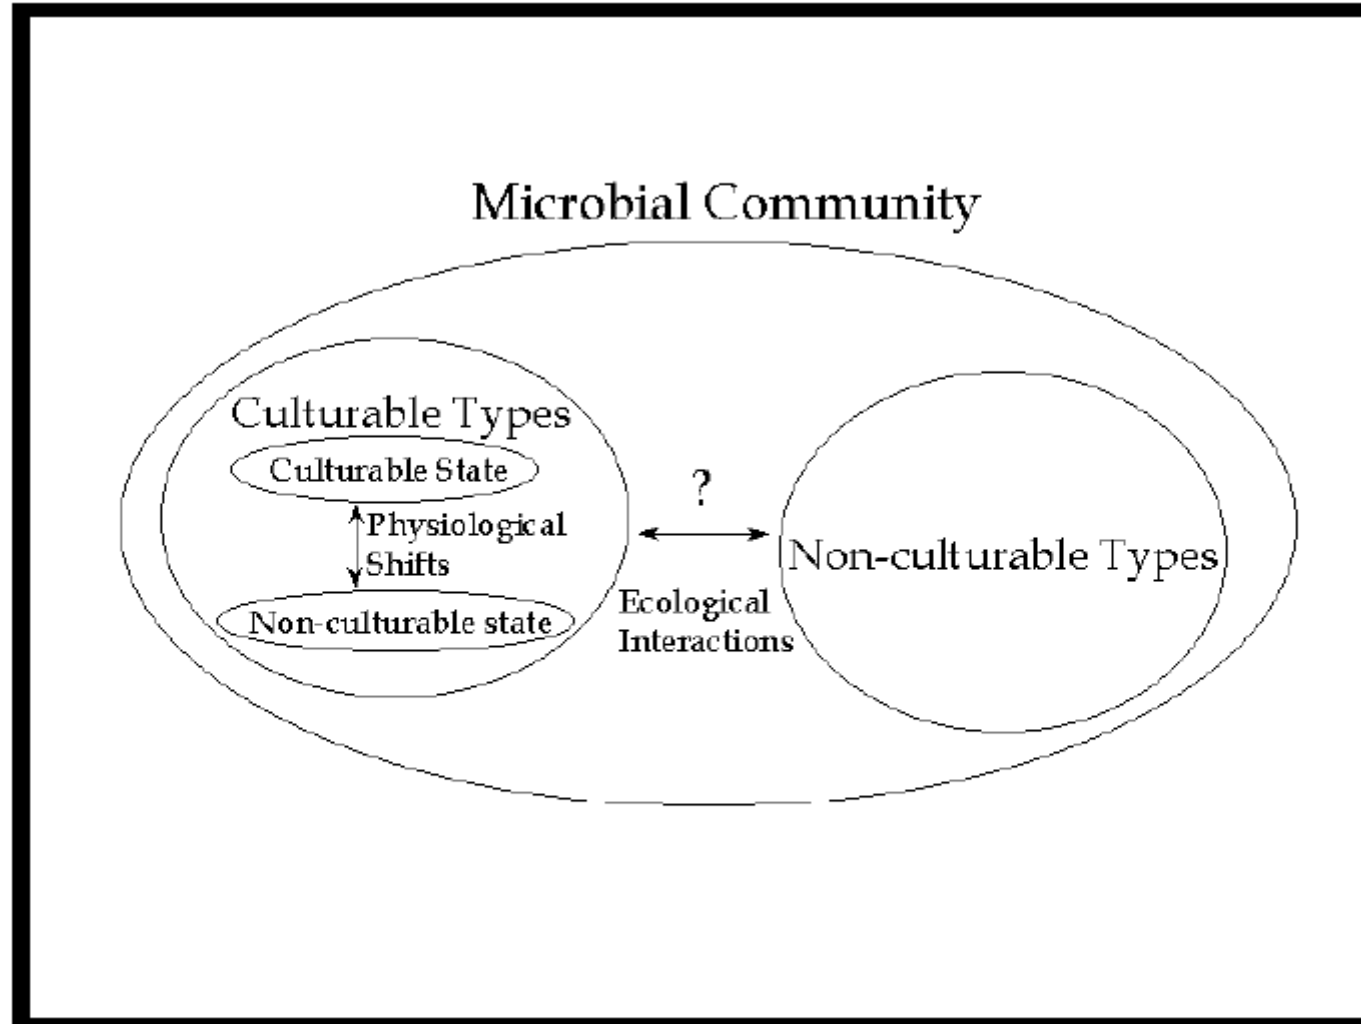 Microbial Community
Culturable Types
Culturable State
Physiological
Shifts
Non-culturable state
?
Ecological
Interactions
Non-culturable Types